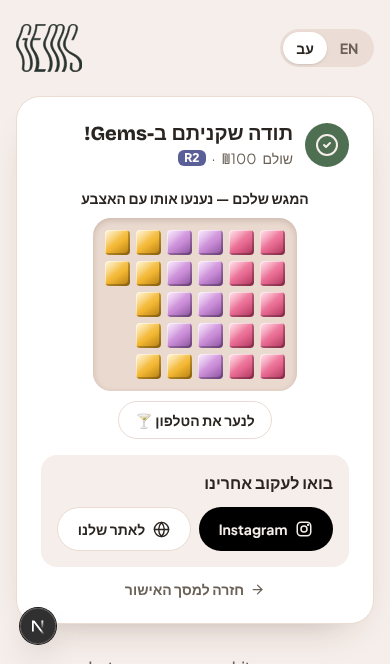 GEMS
עב EN
תודה שקניתם ב-Gems!
שולם ₪100 · R2
המגש שלכם — נענעו אותו עם האצבע
לנער את הטלפון 🍸
בואו לעקוב אחרינו
Instagram
לאתר שלנו
חזרה למסך האישור
N